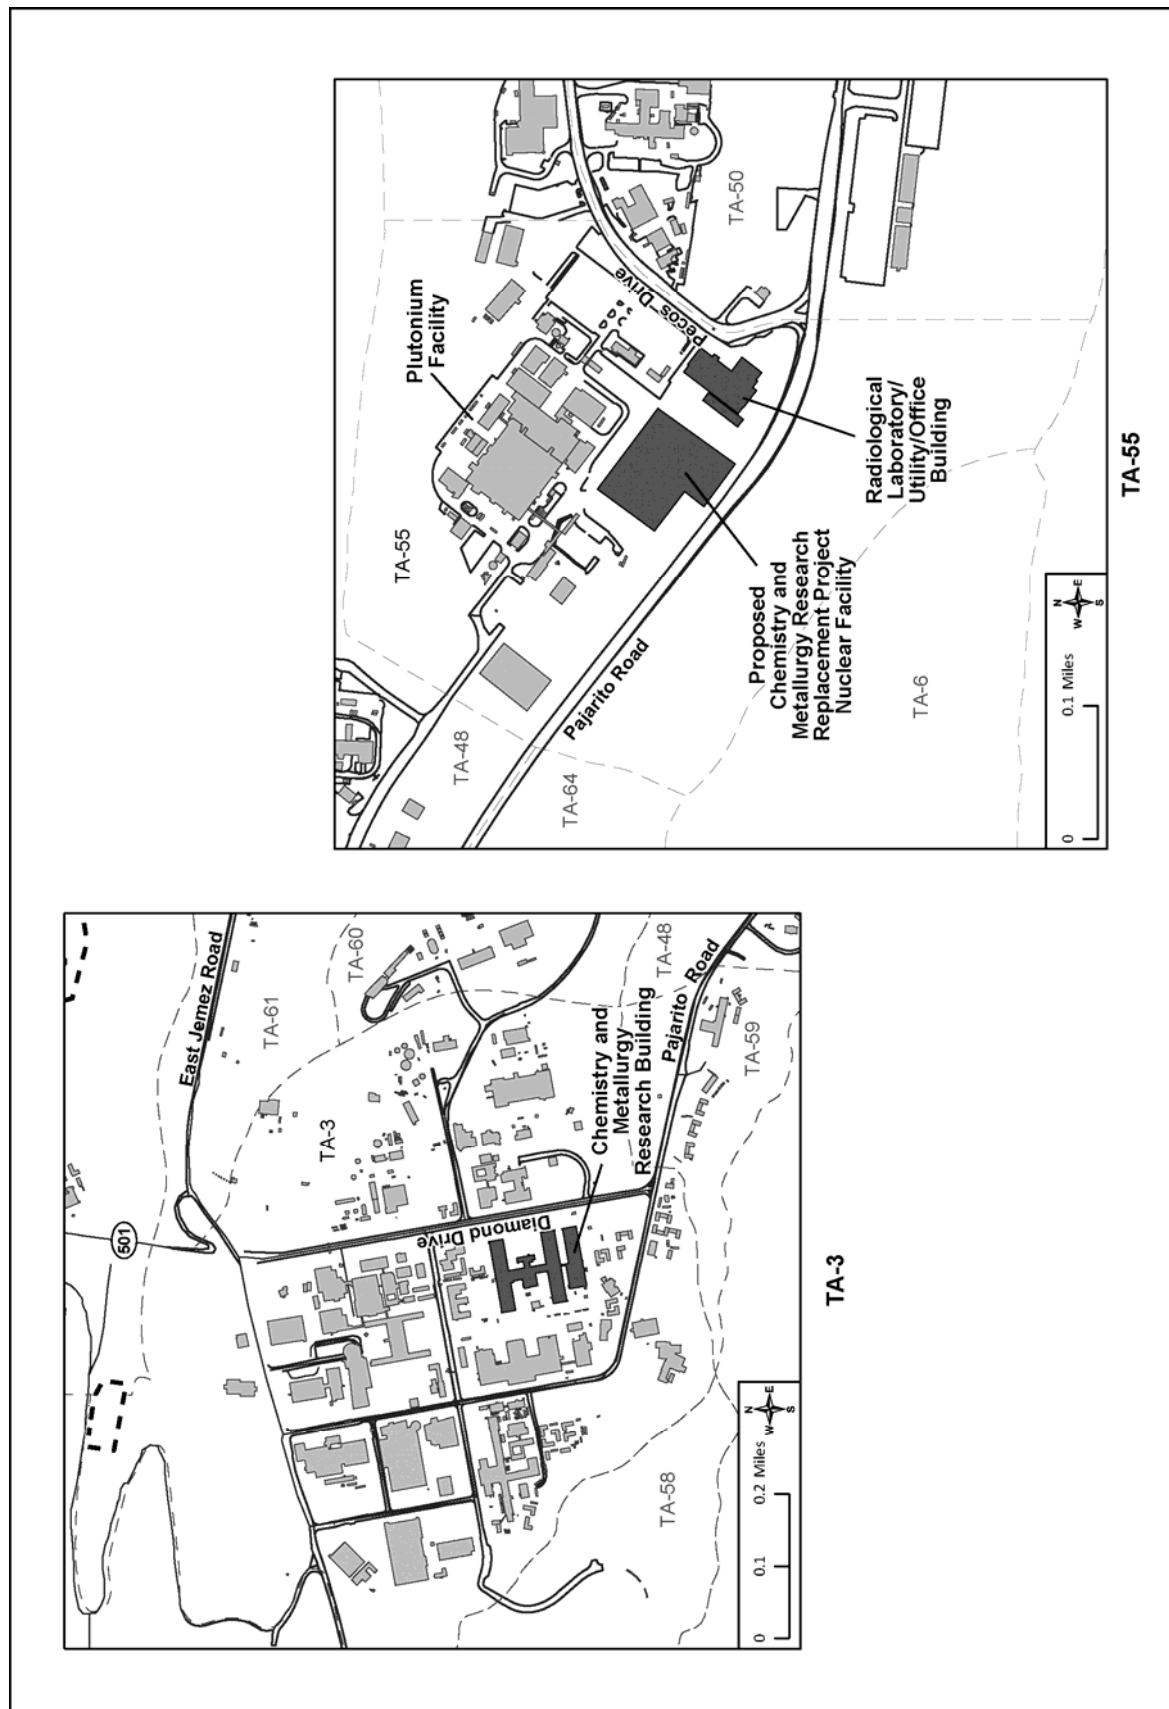 501
East Jemez Road
TA-61
TA-60
TA-3
Diamond Drive
Chemistry and
Metallurgy
Research Building
TA-48
Pajarito Road
TA-59
TA-58
0
0.1
0.2 Miles
N
W
E
S
TA-3
TA-55
Plutonium
Facility
Pecos Drive
TA-50
TA-48
TA-64
Pajarito Road
Proposed
Chemistry and
Metallurgy Research
Replacement Project
Nuclear Facility
Radiological
Laboratory/
Utility/Office
Building
TA-6
0
0.1 Miles
N
W
E
S
TA-55